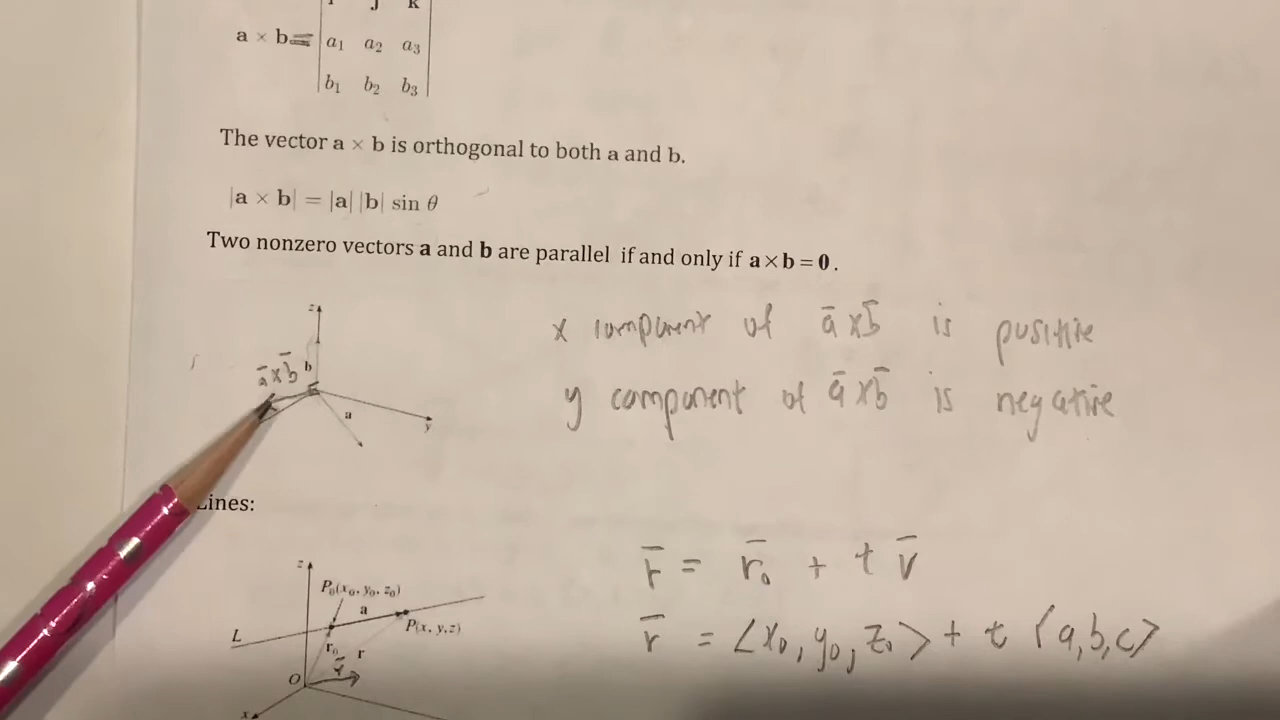 i j k
a × b = | a₁ a₂ a₃ |
b₁ b₂ b₃
The vector a × b is orthogonal to both a and b.
|a × b| = |a| |b| sin θ
Two nonzero vectors a and b are parallel if and only if a × b = 0.
z
a̅ x b̅ b
a
y
x component of a̅ x b̅ is positive
y component of a̅ x b̅ is negative
Lines:
r̅ = r̅₀ + t v̅
r̅ = <x₀, y₀, z₀> + t <a, b, c>
z
P₀(x₀, y₀, z₀)
a
P(x, y, z)
L
r₀ r
v̅
O
x